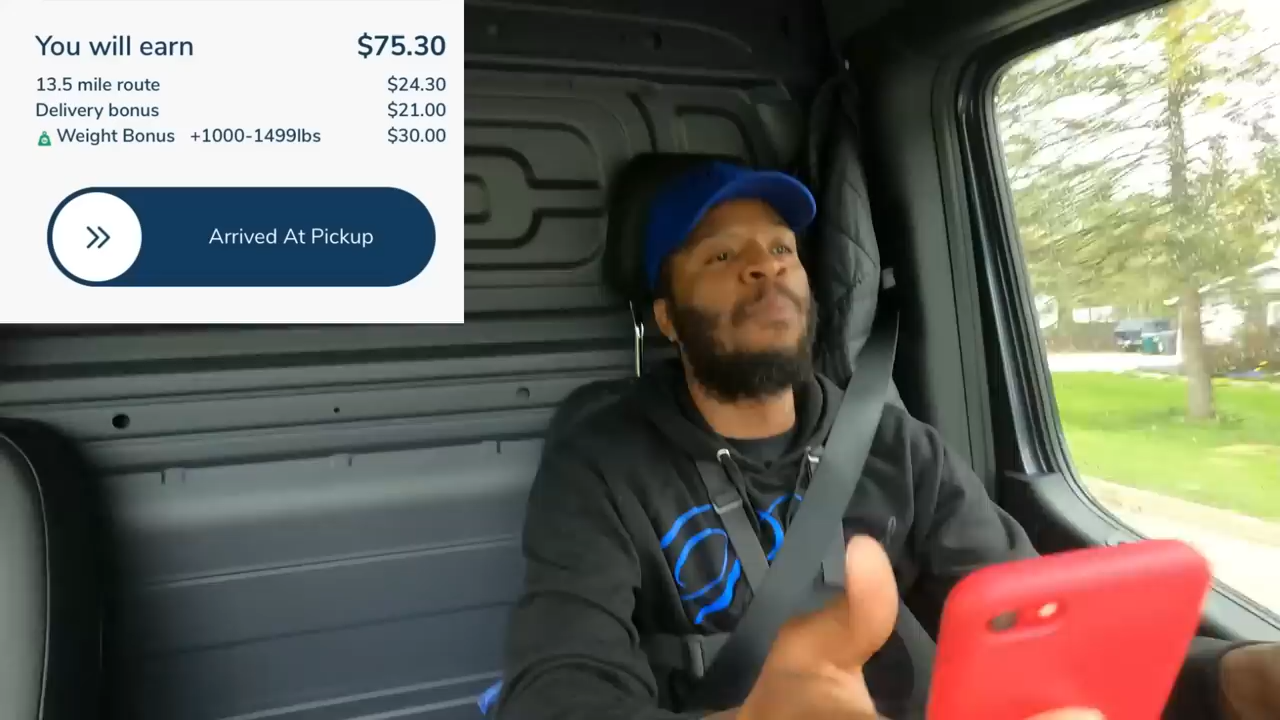 You will earn $75.30
13.5 mile route $24.30
Delivery bonus $21.00
Weight Bonus +1000-1499lbs $30.00
Arrived At Pickup